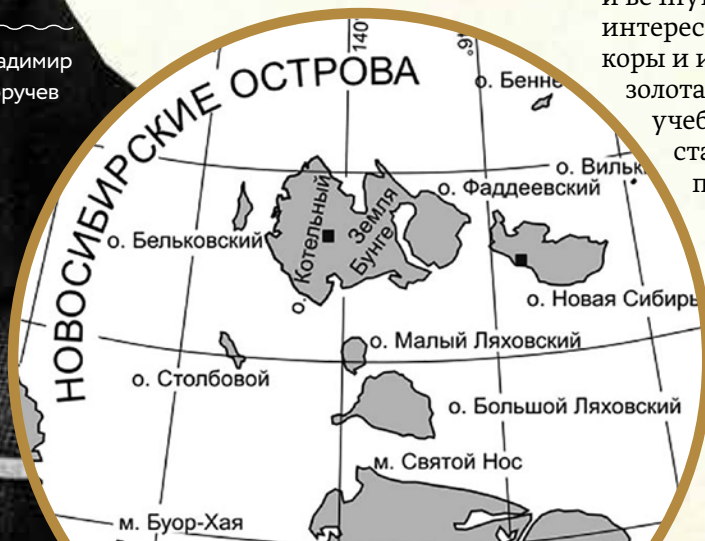 адимир
ручев
интерес
коры и и
золота
учеб
ста
п
НОВОСИБИРСКИЕ ОСТРОВА
140
о. Бенне
о. Вильк
о. Фаддеевский
о. Котельный
Земля
Бунге
о. Бельковский
о. Новая Сибирь
о. Малый Ляховский
о. Столбовой
о. Большой Ляховский
м. Святой Нос
м. Буор-Хая